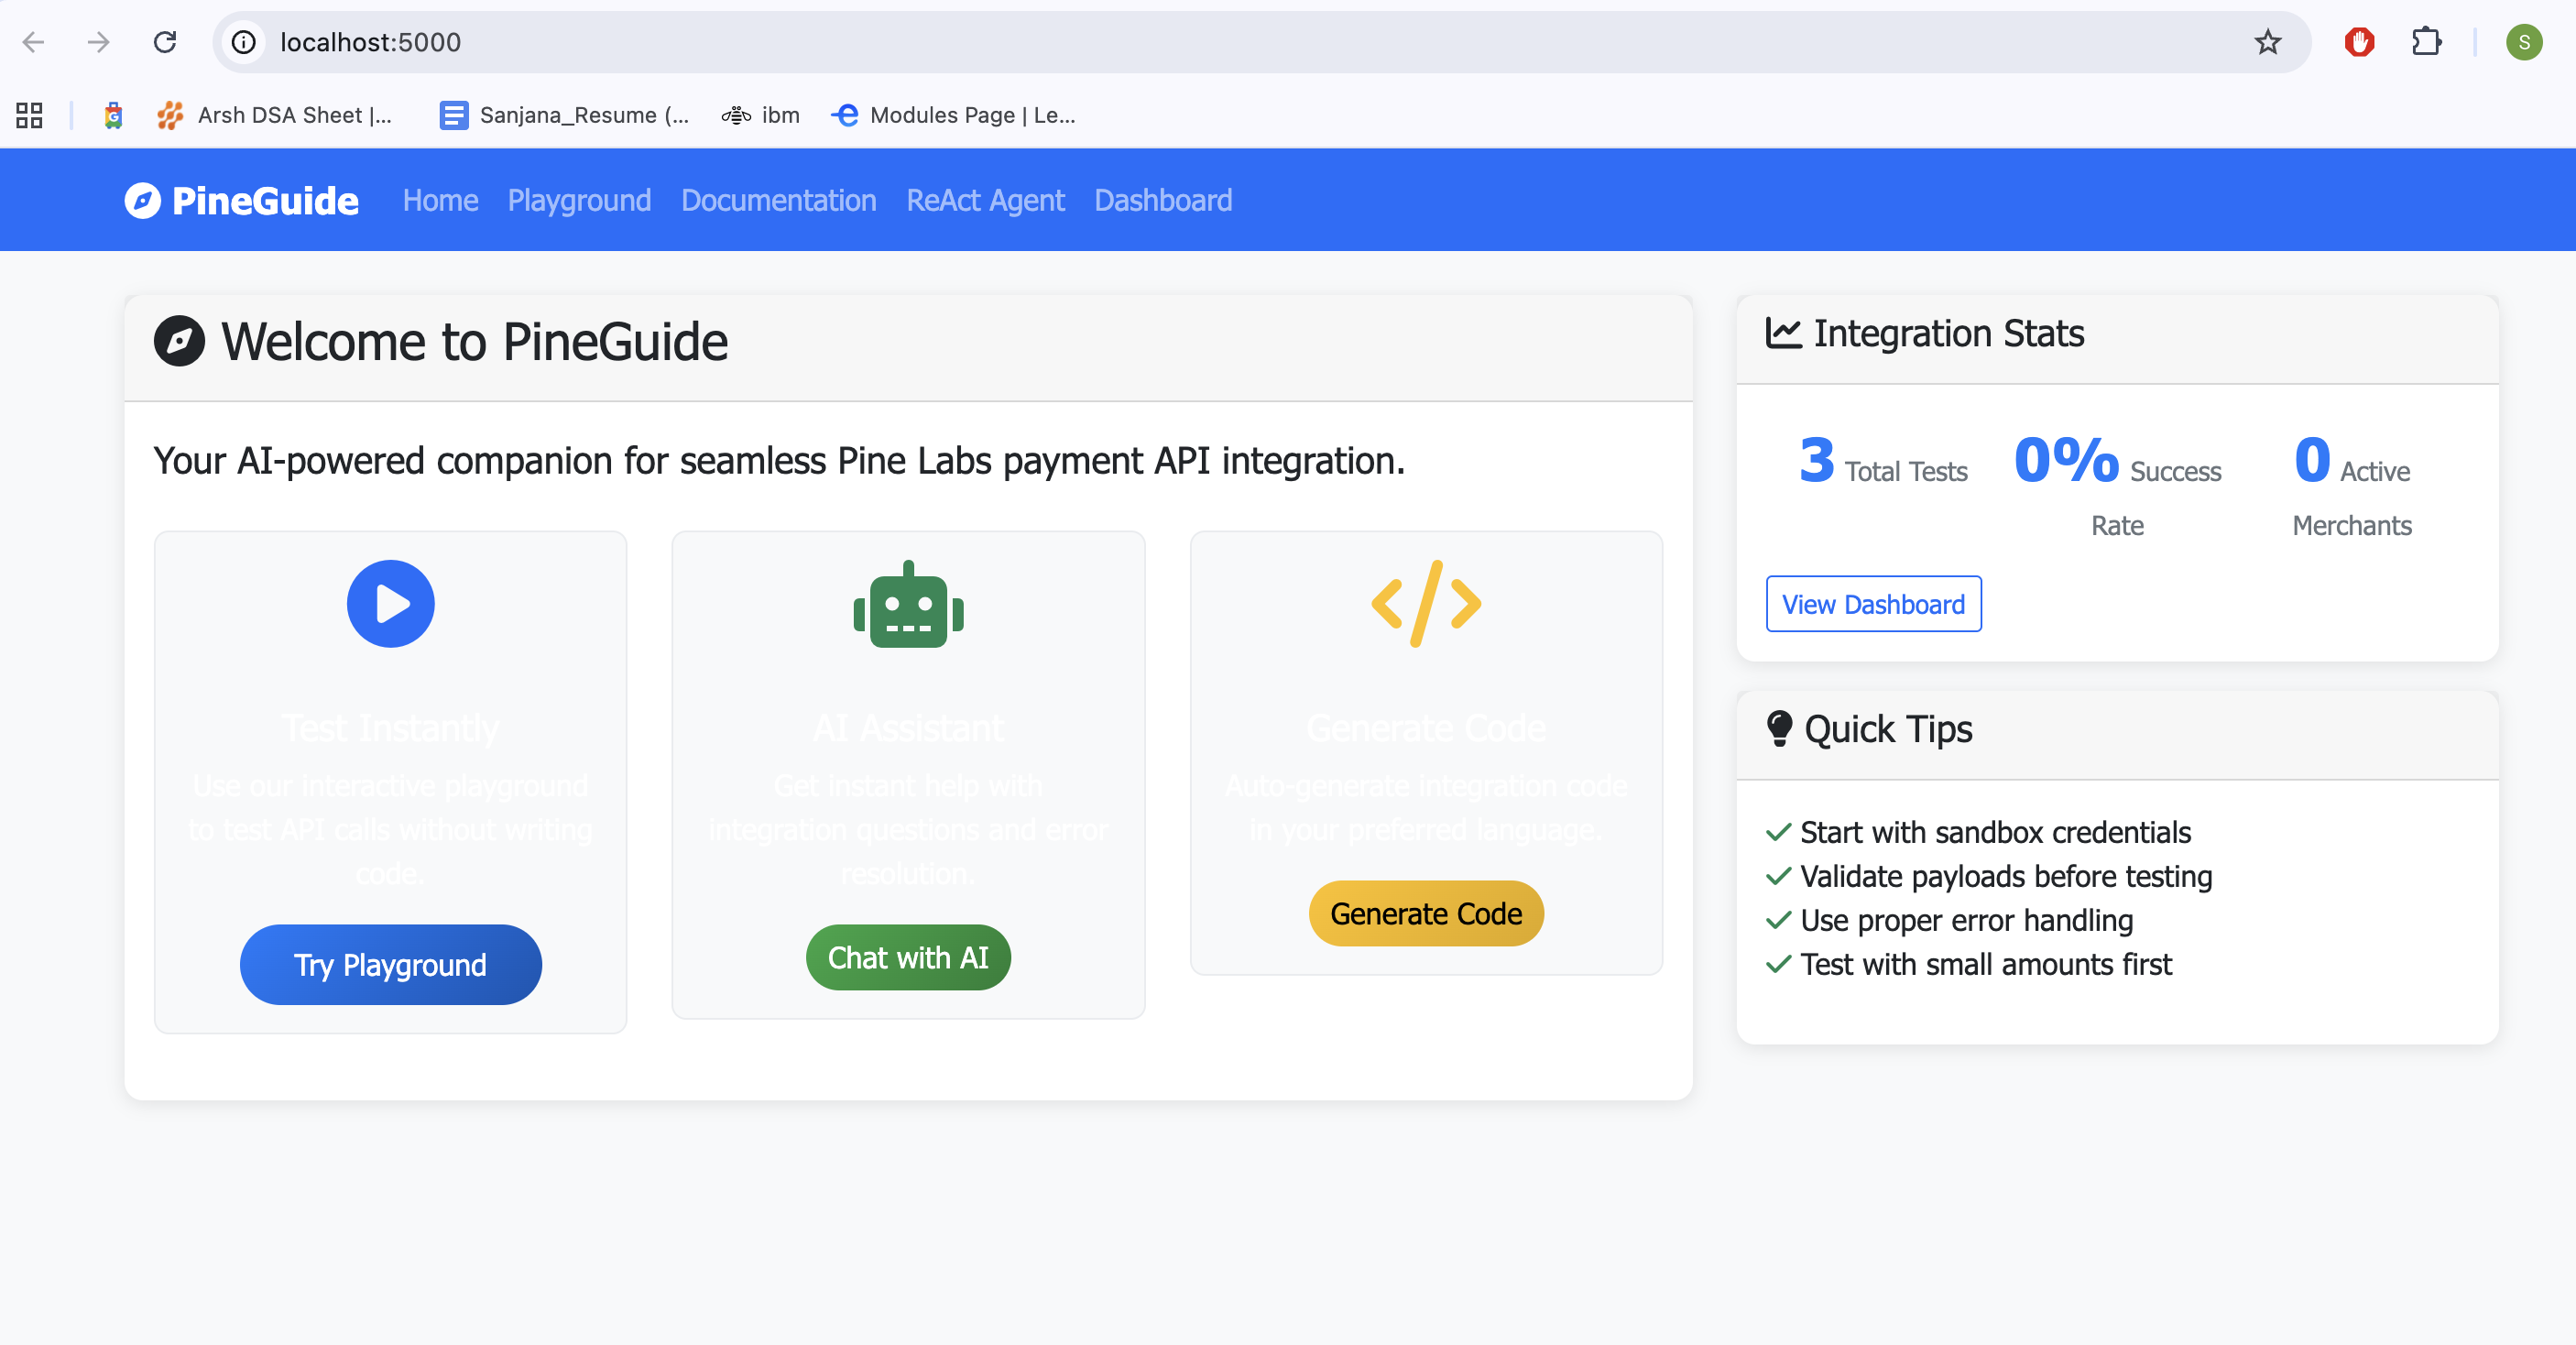 localhost:5000
Arsh DSA Sheet |...
Sanjana_Resume (...
ibm
Modules Page | Le...
S
PineGuide
Home
Playground
Documentation
ReAct Agent
Dashboard
Welcome to PineGuide
Your AI-powered companion for seamless Pine Labs payment API integration.
Test Instantly
Use our interactive playground
to test API calls without writing
code.
Try Playground
AI Assistant
Get instant help with
integration questions and error
resolution.
Chat with AI
Generate Code
Auto-generate integration code
in your preferred language.
Generate Code
Integration Stats
3 Total Tests
0% Success
Rate
0 Active
Merchants
View Dashboard
Quick Tips
Start with sandbox credentials
Validate payloads before testing
Use proper error handling
Test with small amounts first